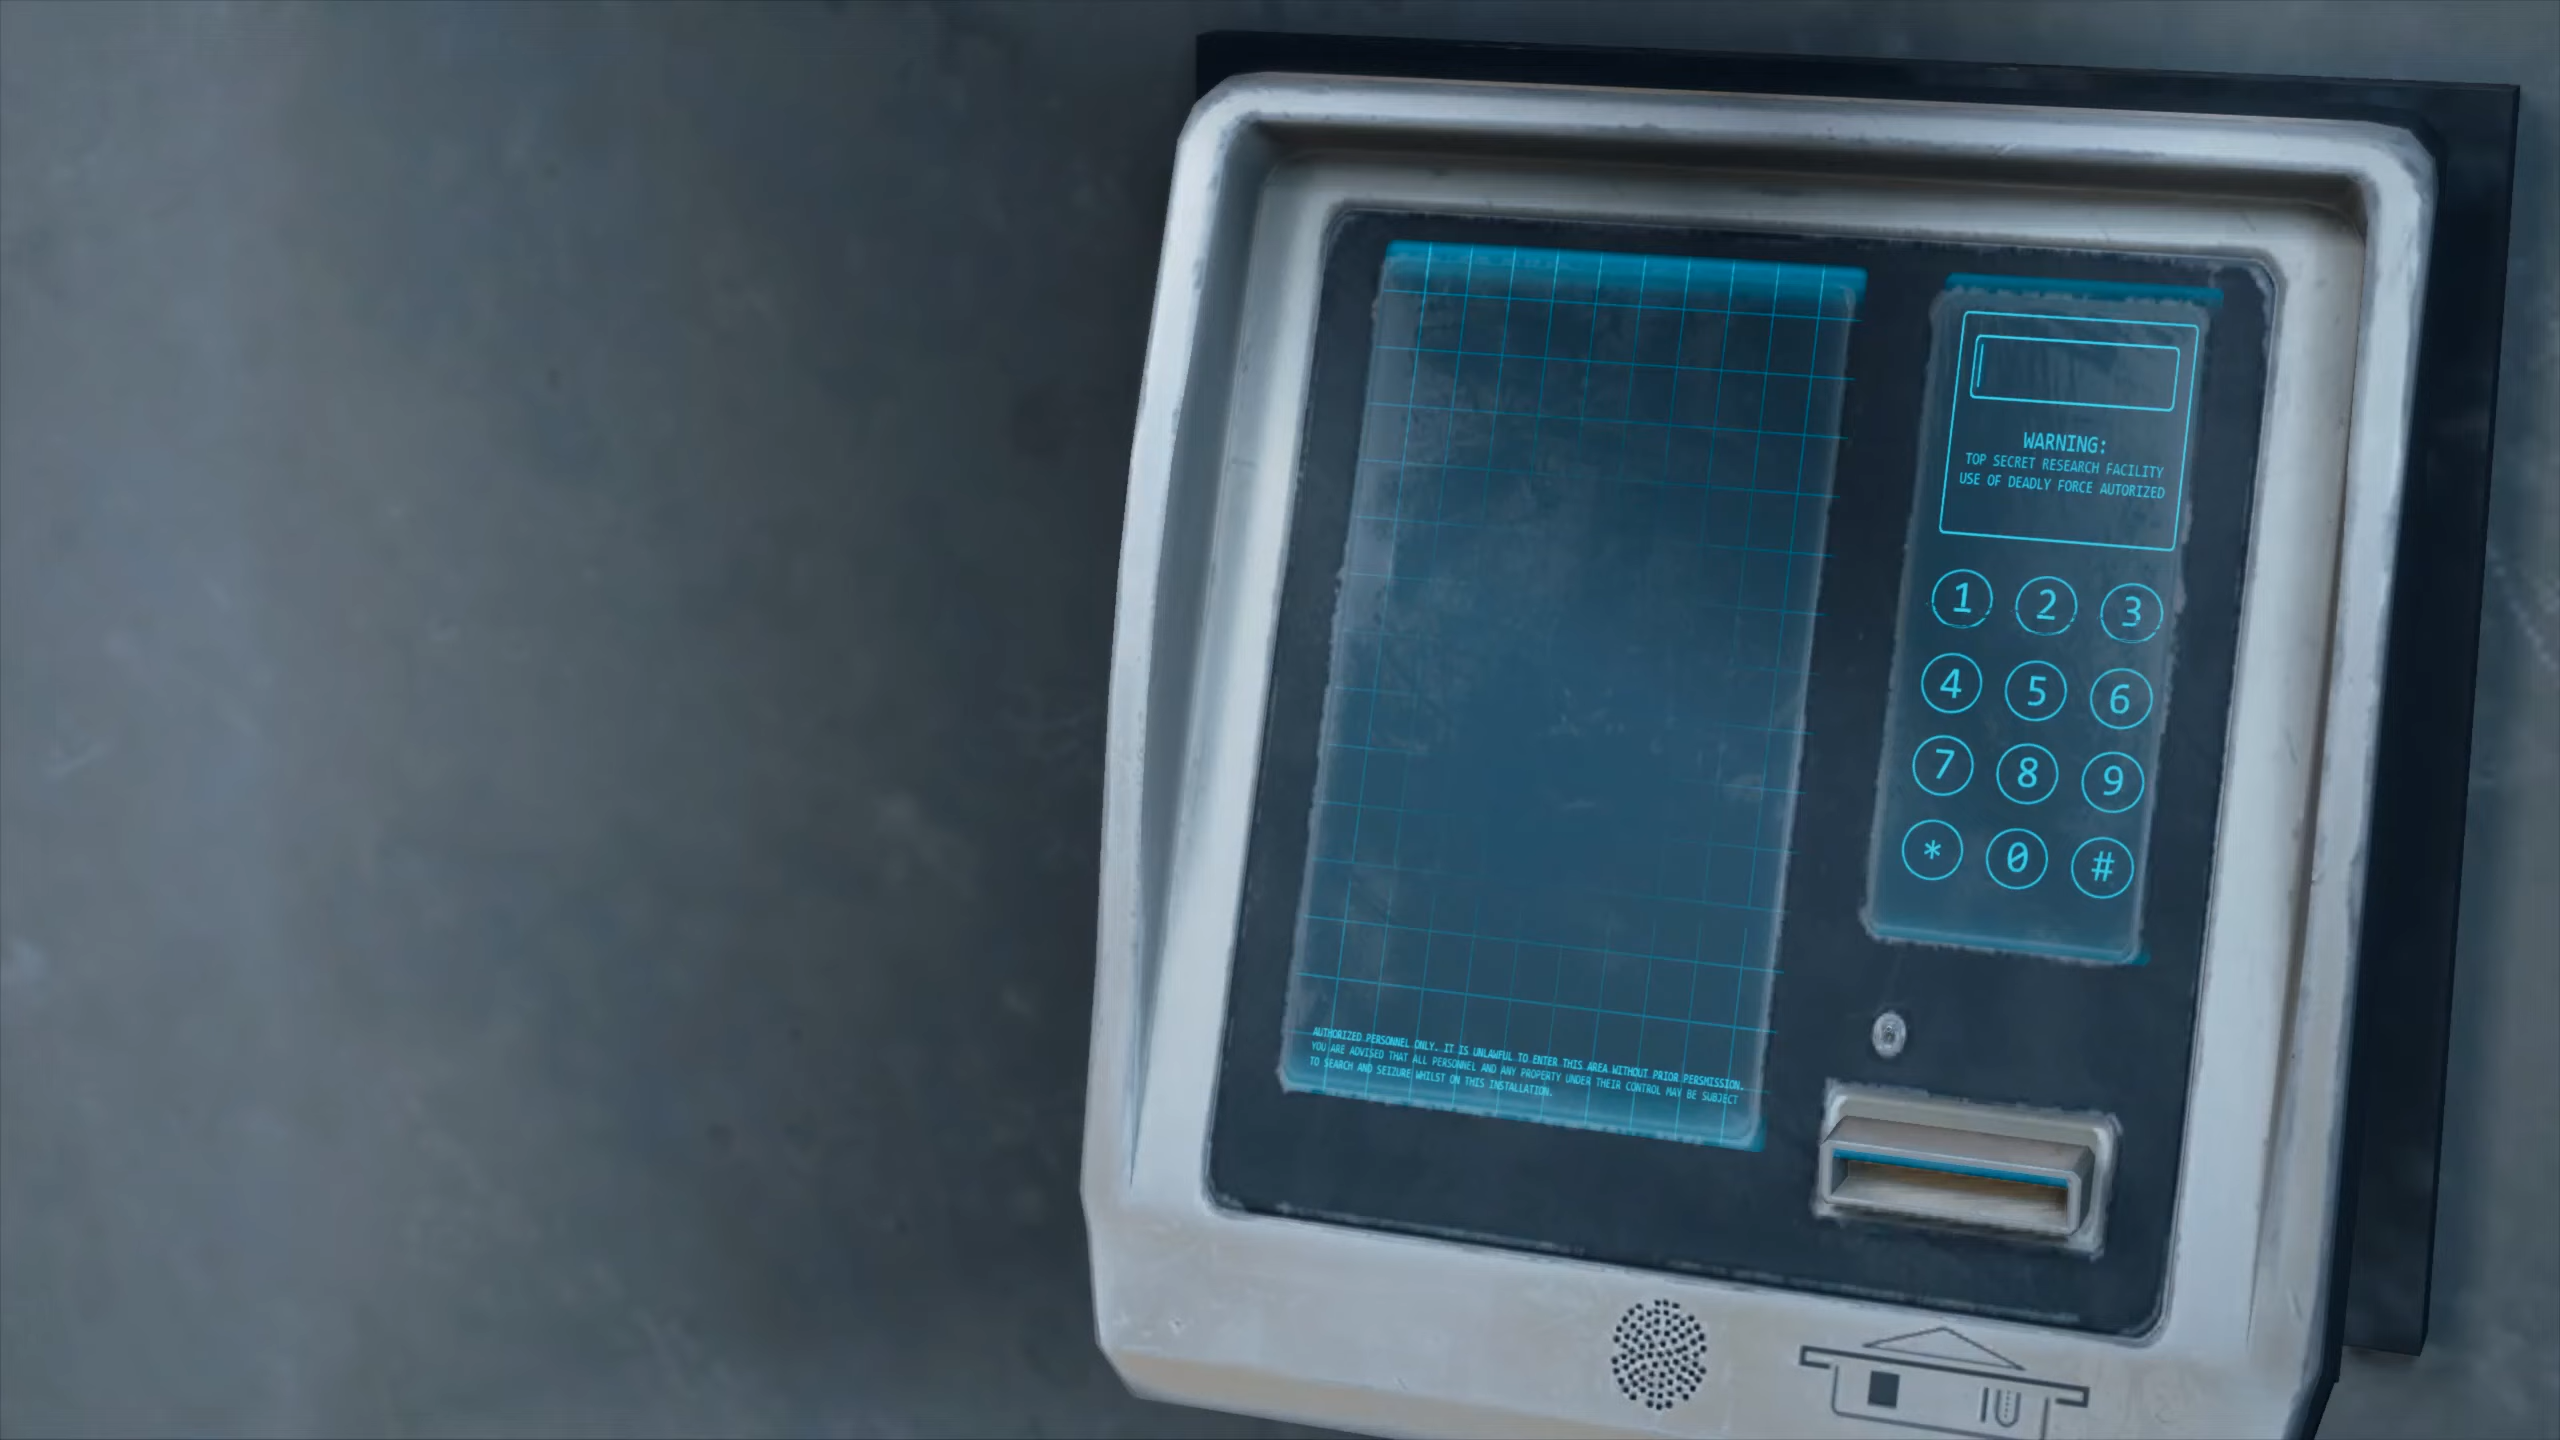 WARNING:
TOP SECRET RESEARCH FACILITY
USE OF DEADLY FORCE AUTORIZED
1 2 3
4 5 6
7 8 9
* 0 #
AUTHORIZED PERSONNEL ONLY. IT IS UNLAWFUL TO ENTER THIS AREA WITHOUT PRIOR PERSMISSION.
YOU ARE ADVISED THAT ALL PERSONNEL AND ANY PROPERTY UNDER THEIR CONTROL MAY BE SUBJECT
TO SEARCH AND SEIZURE WHILST ON THIS INSTALLATION.